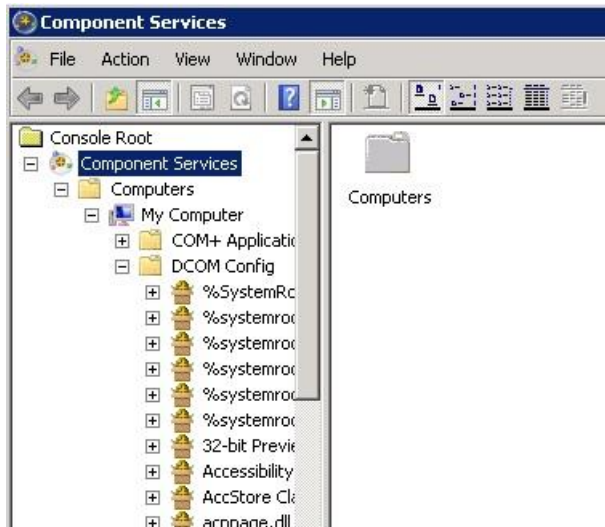 Component Services
File Action View Window Help
Console Root
Component Services
Computers
My Computer
COM+ Applicatic
DCOM Config
%SystemRo
%systemroo
%systemroo
%systemroo
%systemroo
%systemroo
32-bit Previe
Accessibility
AccStore Cla
acppage.dll
Computers